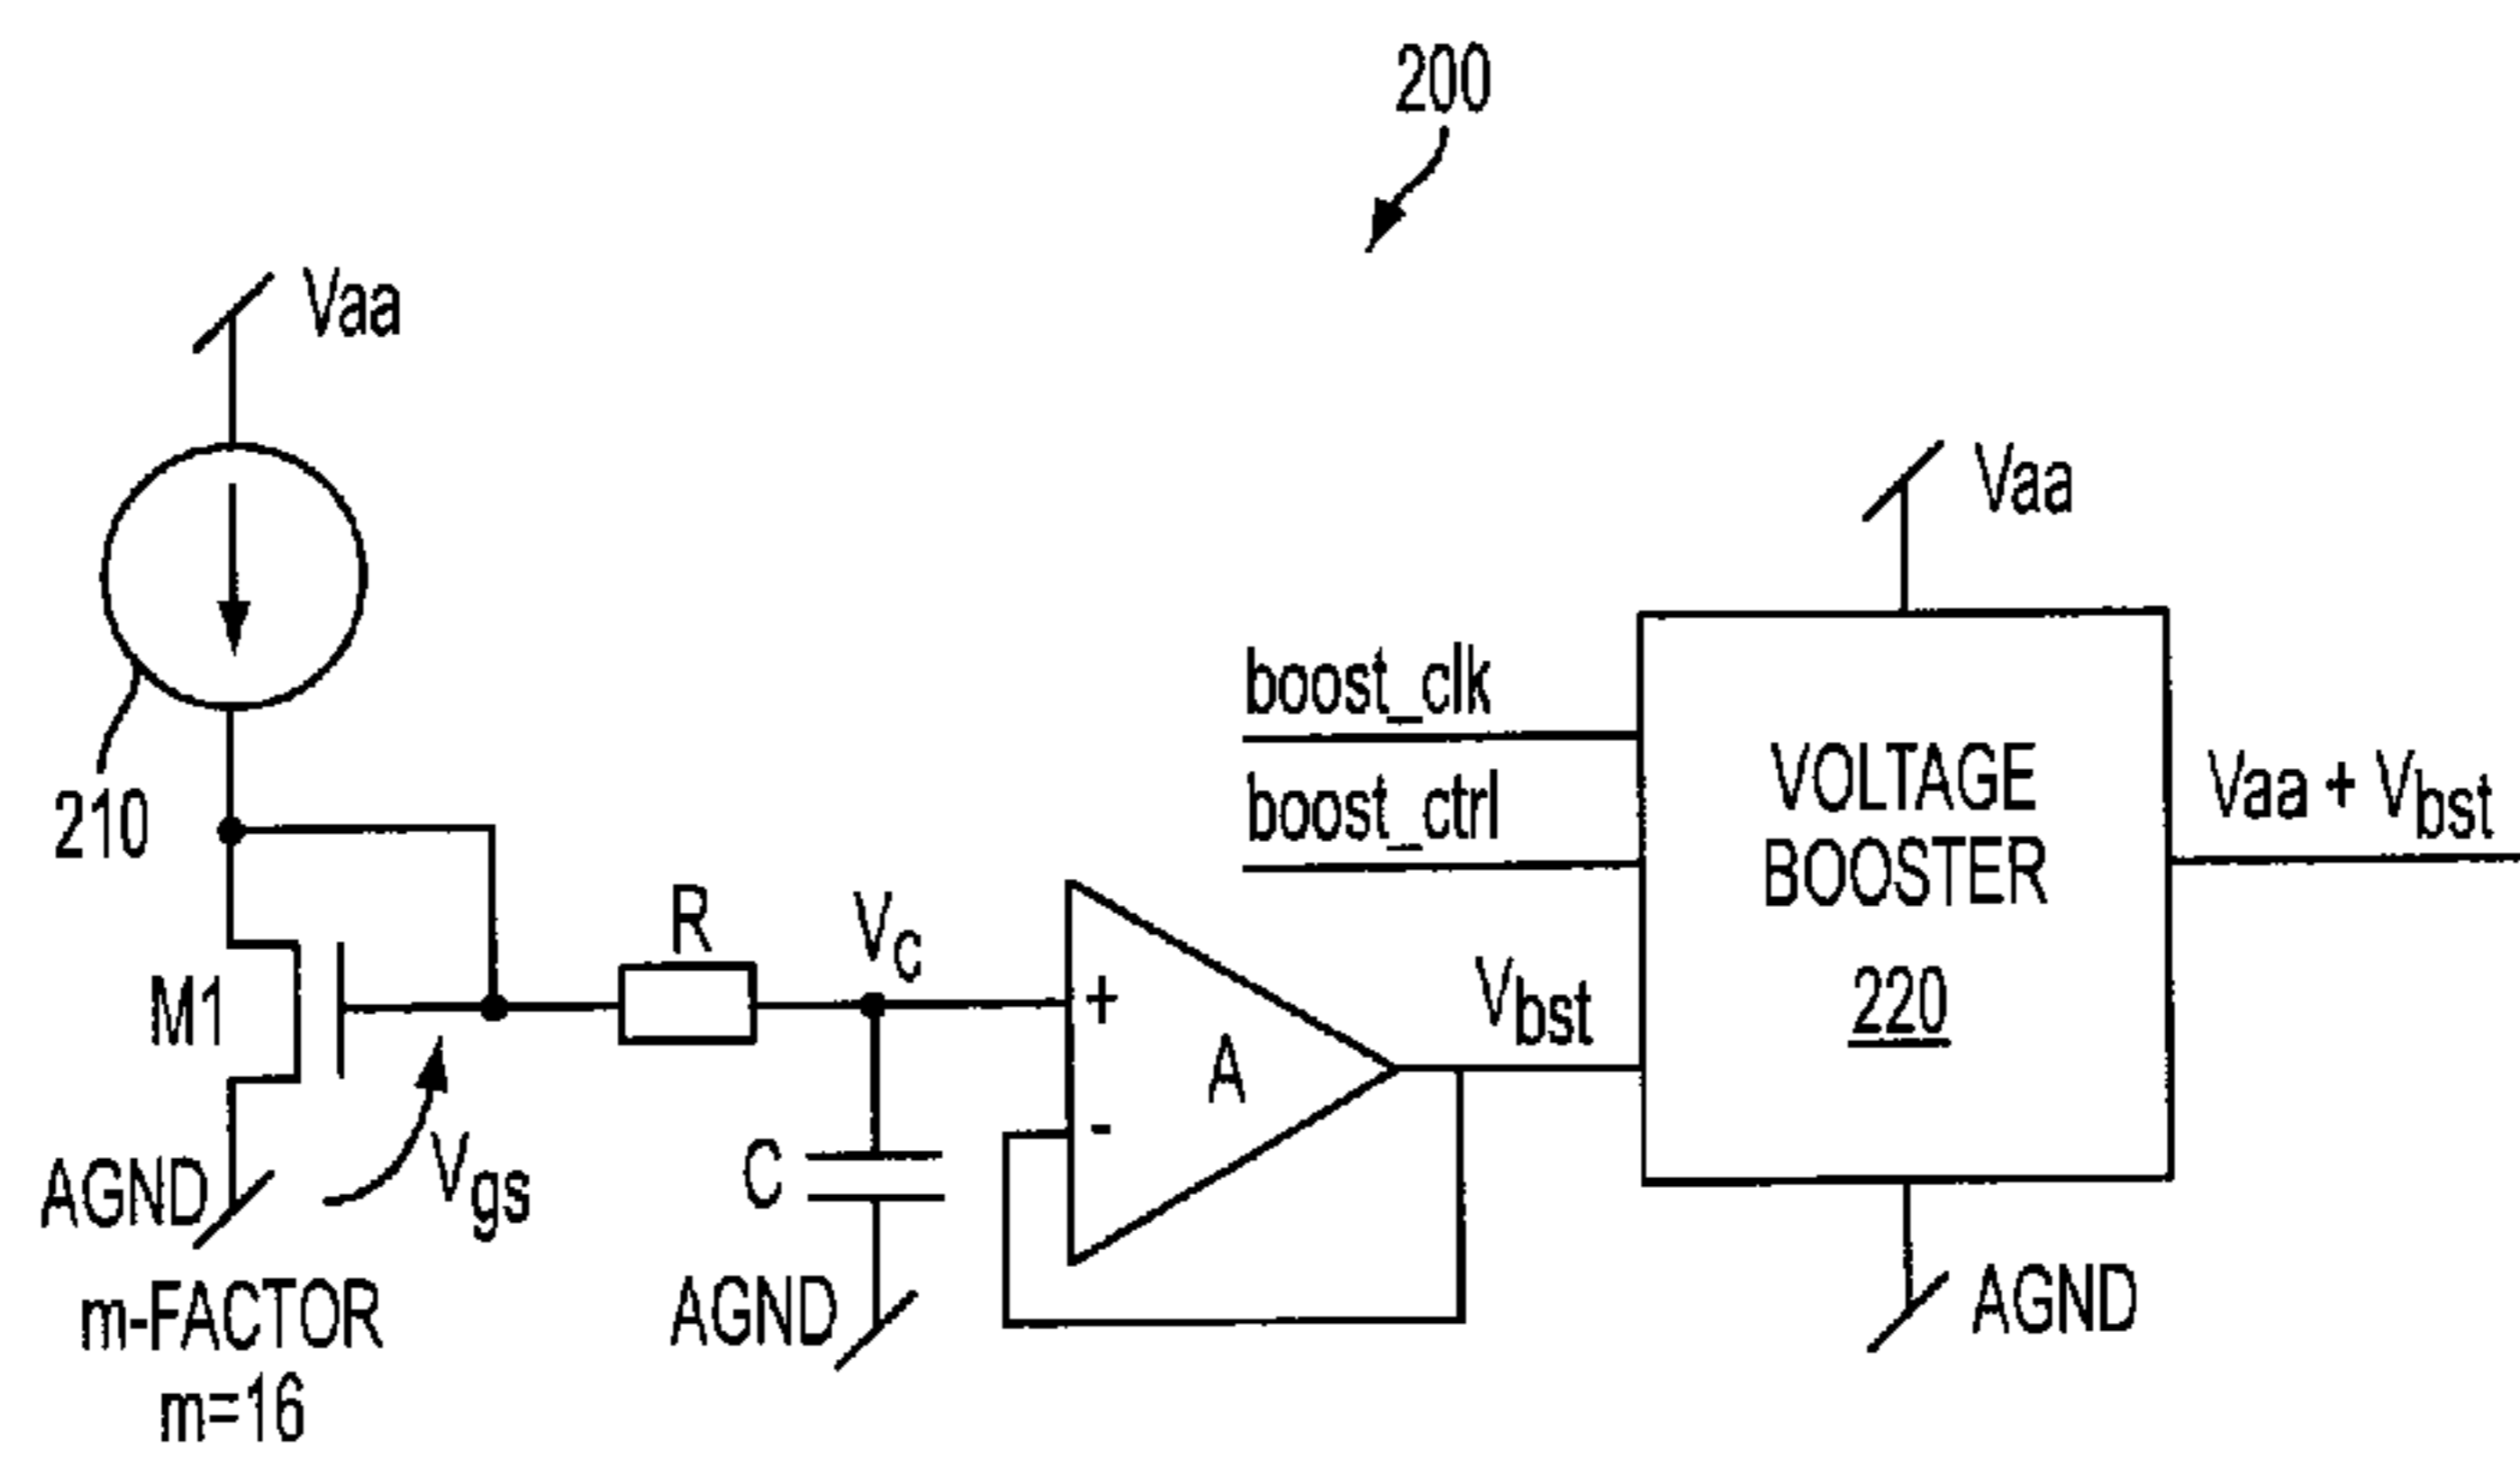 200
Vaa
Vaa
boost_clk
boost_ctrl
VOLTAGE
BOOSTER
220
Vaa + Vbst
210
M1
R
Vc
+
A
-
Vbst
Vgs
C
AGND
AGND
AGND
m-FACTOR
m=16